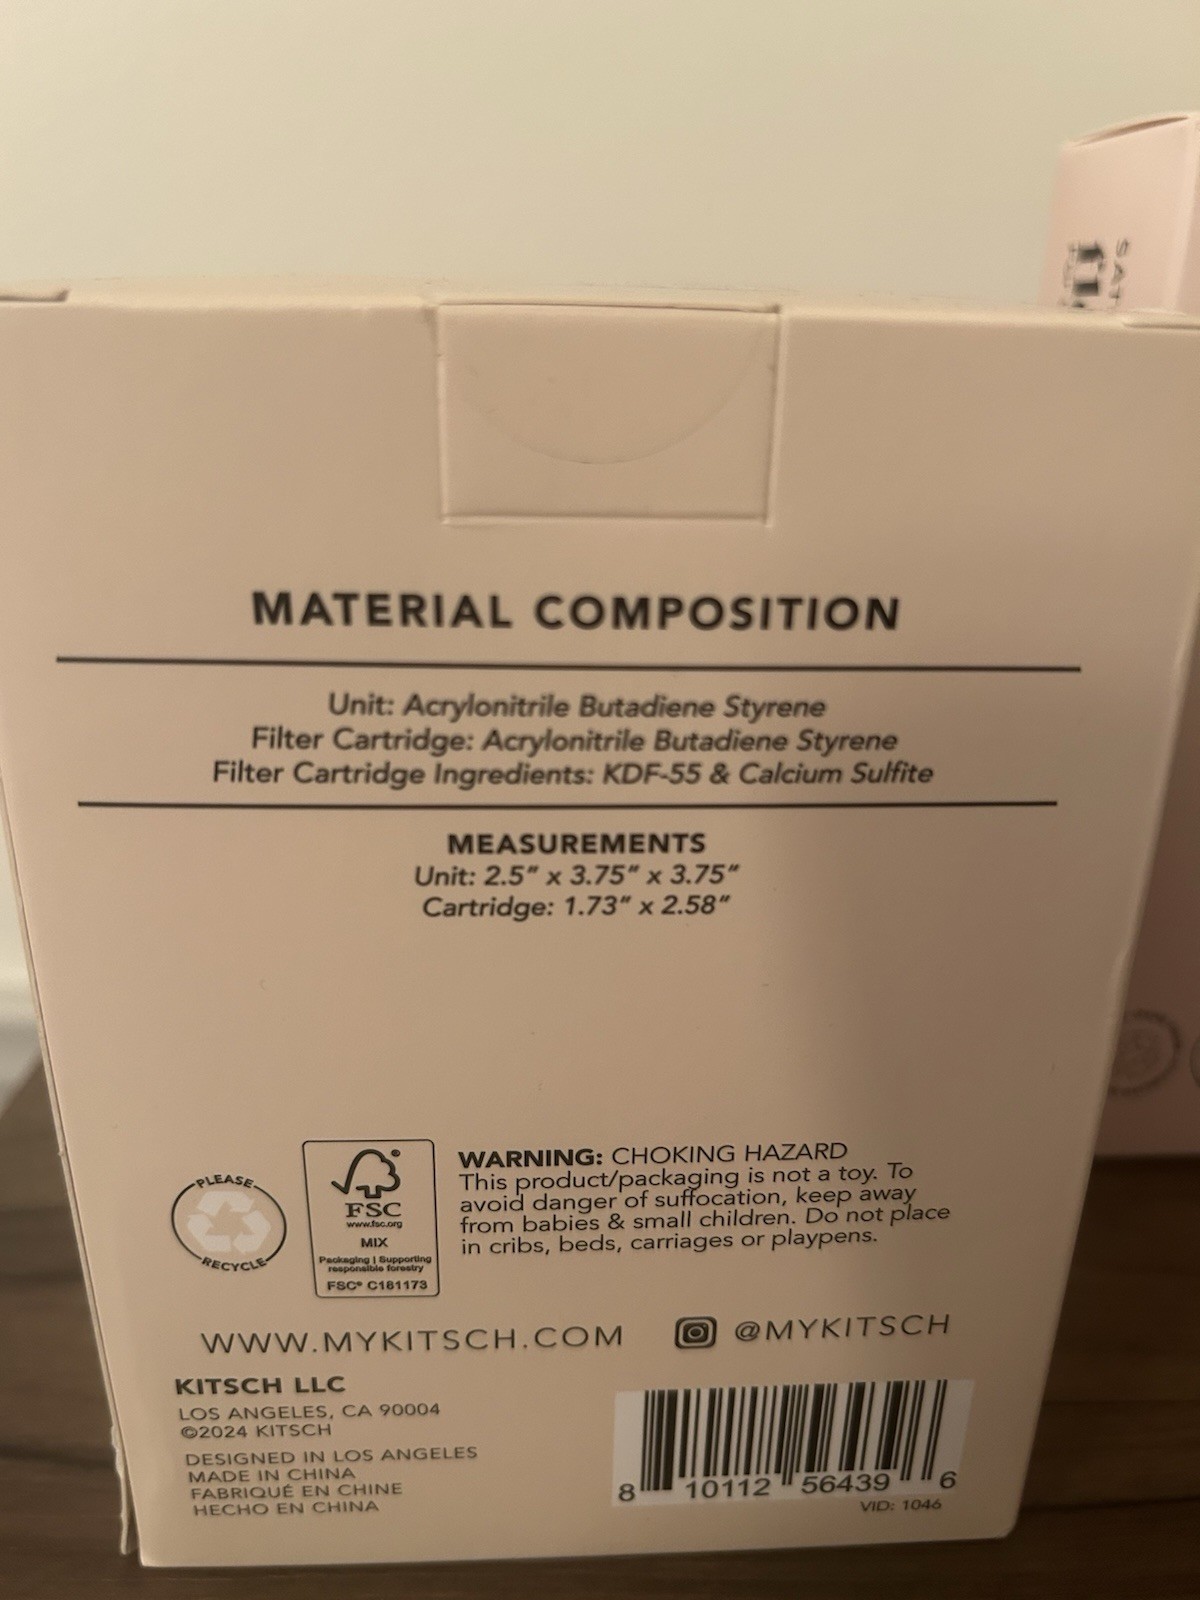 SAT
MATERIAL COMPOSITION
Unit: Acrylonitrile Butadiene Styrene
Filter Cartridge: Acrylonitrile Butadiene Styrene
Filter Cartridge Ingredients: KDF-55 & Calcium Sulfite
MEASUREMENTS
Unit: 2.5” x 3.75” x 3.75”
Cartridge: 1.73” x 2.58”
PLEASE
RECYCLE
FSC®
www.fsc.org
MIX
Packaging | Supporting
responsible forestry
FSC® C181173
WARNING: CHOKING HAZARD
This product/packaging is not a toy. To
avoid danger of suffocation, keep away
from babies & small children. Do not place
in cribs, beds, carriages or playpens.
WWW.MYKITSCH.COM @MYKITSCH
KITSCH LLC
LOS ANGELES, CA 90004
©2024 KITSCH
DESIGNED IN LOS ANGELES
MADE IN CHINA
FABRIQUÉ EN CHINE
HECHO EN CHINA
8 10112 56439 6
VID: 1046